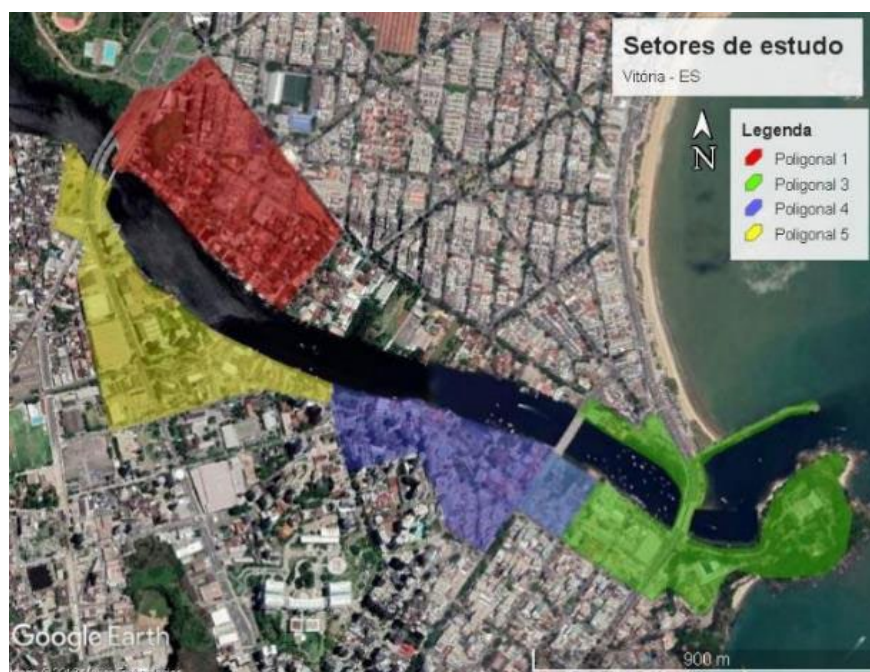 Setores de estudo
Vitória - ES
N
Legenda
Poligonal 1
Poligonal 3
Poligonal 4
Poligonal 5
Google Earth
900 m